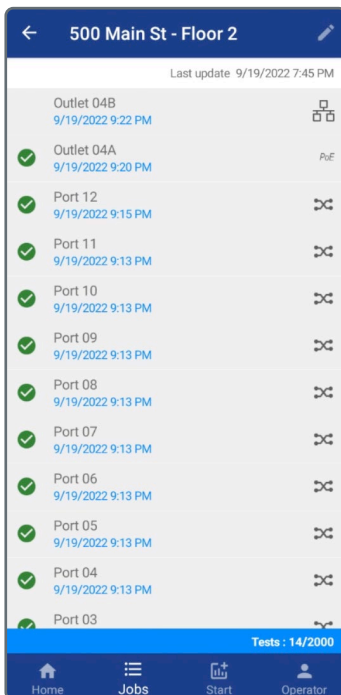 500 Main St - Floor 2
Last update 9/19/2022 7:45 PM
Outlet 04B
9/19/2022 9:22 PM
Outlet 04A
9/19/2022 9:20 PM
PoE
Port 12
9/19/2022 9:15 PM
Port 11
9/19/2022 9:13 PM
Port 10
9/19/2022 9:13 PM
Port 09
9/19/2022 9:13 PM
Port 08
9/19/2022 9:13 PM
Port 07
9/19/2022 9:13 PM
Port 06
9/19/2022 9:13 PM
Port 05
9/19/2022 9:13 PM
Port 04
9/19/2022 9:13 PM
Port 03
Tests : 14/2000
Home Jobs Start Operator